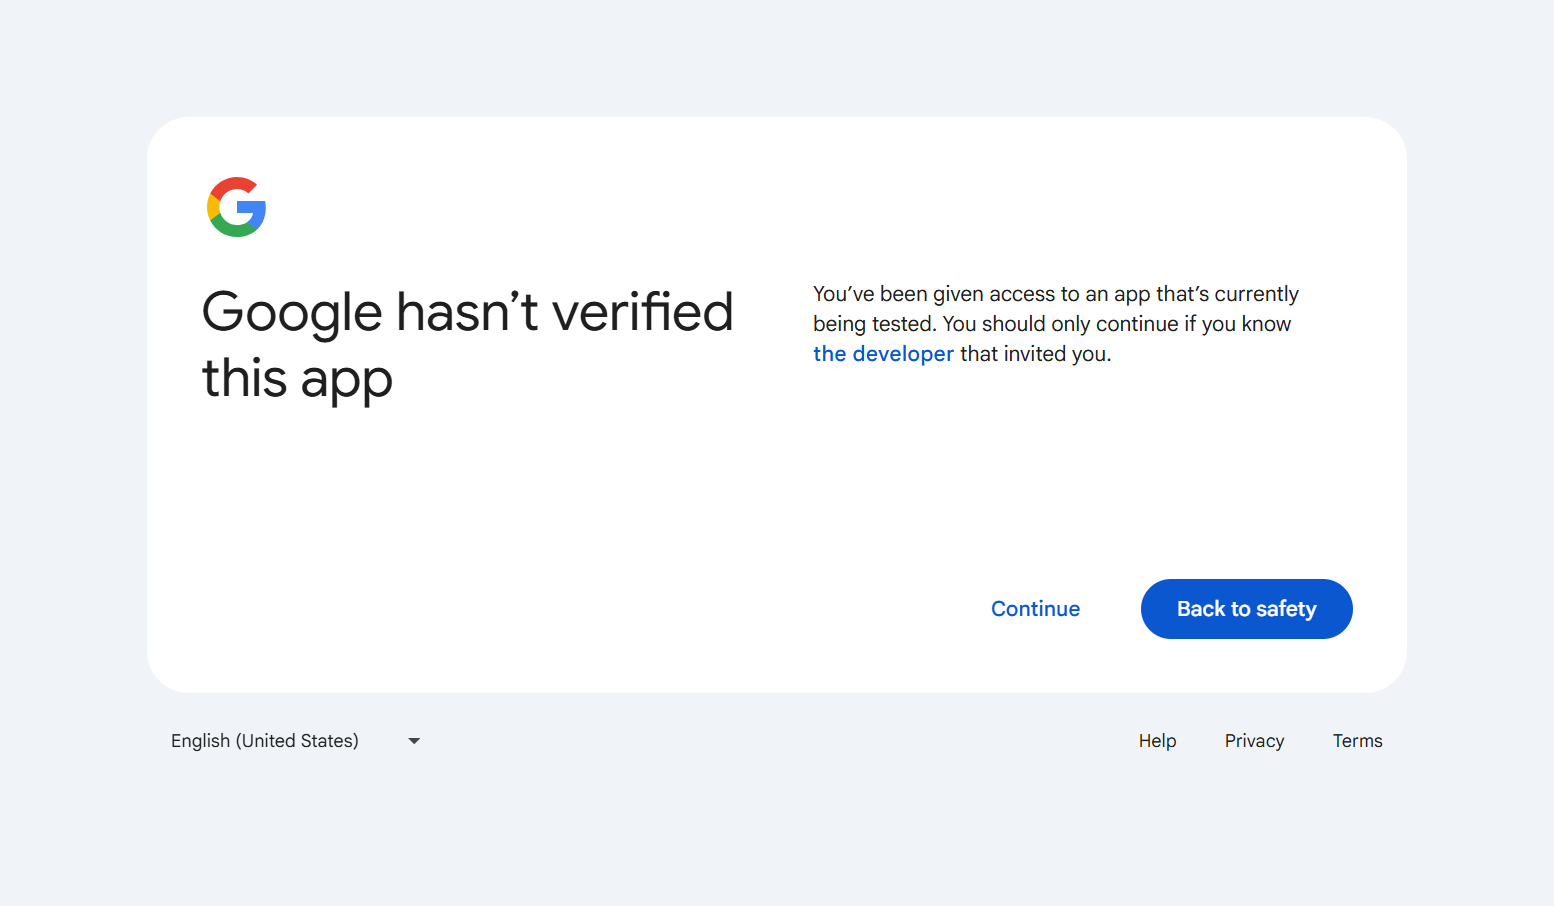 Google hasn’t verified
this app
You’ve been given access to an app that’s currently
being tested. You should only continue if you know
the developer that invited you.
Continue
Back to safety
English (United States)
Help
Privacy
Terms